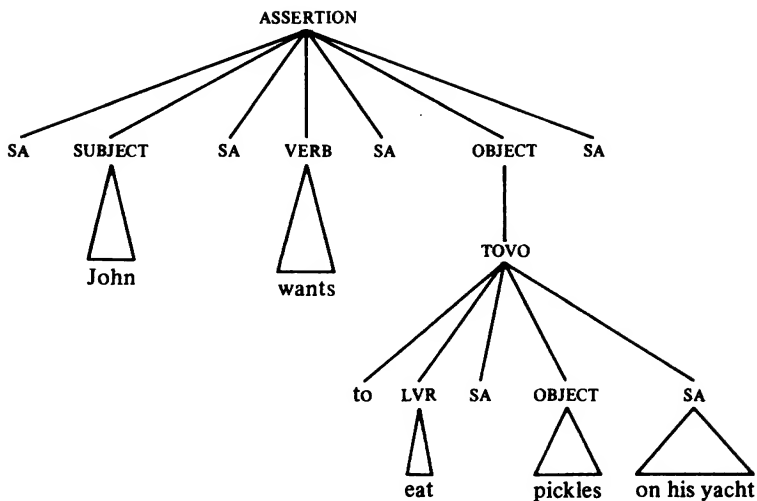 ASSERTION
SA SUBJECT SA VERB SA OBJECT SA
John
wants
TOVO
to LVR SA OBJECT SA
eat pickles on his yacht